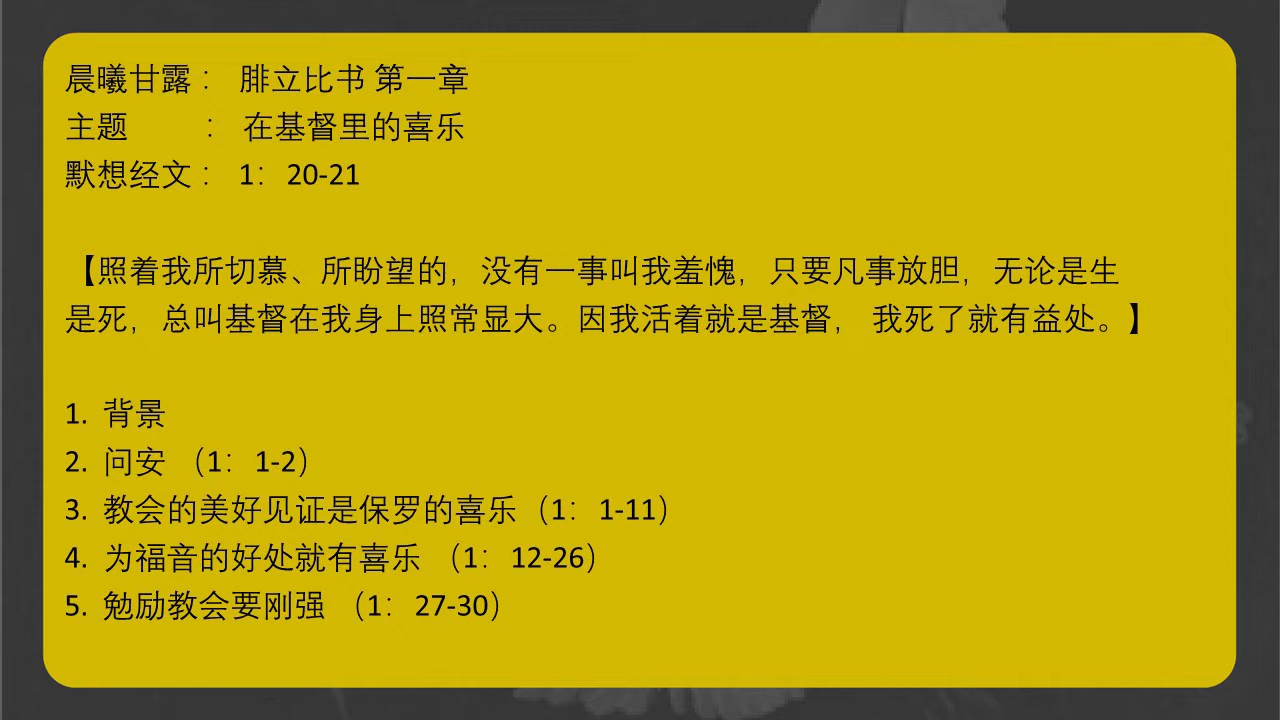 晨曦甘露： 腓立比书 第一章
主题 ： 在基督里的喜乐
默想经文： 1：20-21
【照着我所切慕、所盼望的，没有一事叫我羞愧，只要凡事放胆，无论是生
是死，总叫基督在我身上照常显大。因我活着就是基督， 我死了就有益处。】
1. 背景
2. 问安 （1：1-2）
3. 教会的美好见证是保罗的喜乐（1：1-11）
4. 为福音的好处就有喜乐 （1：12-26）
5. 勉励教会要刚强 （1：27-30）